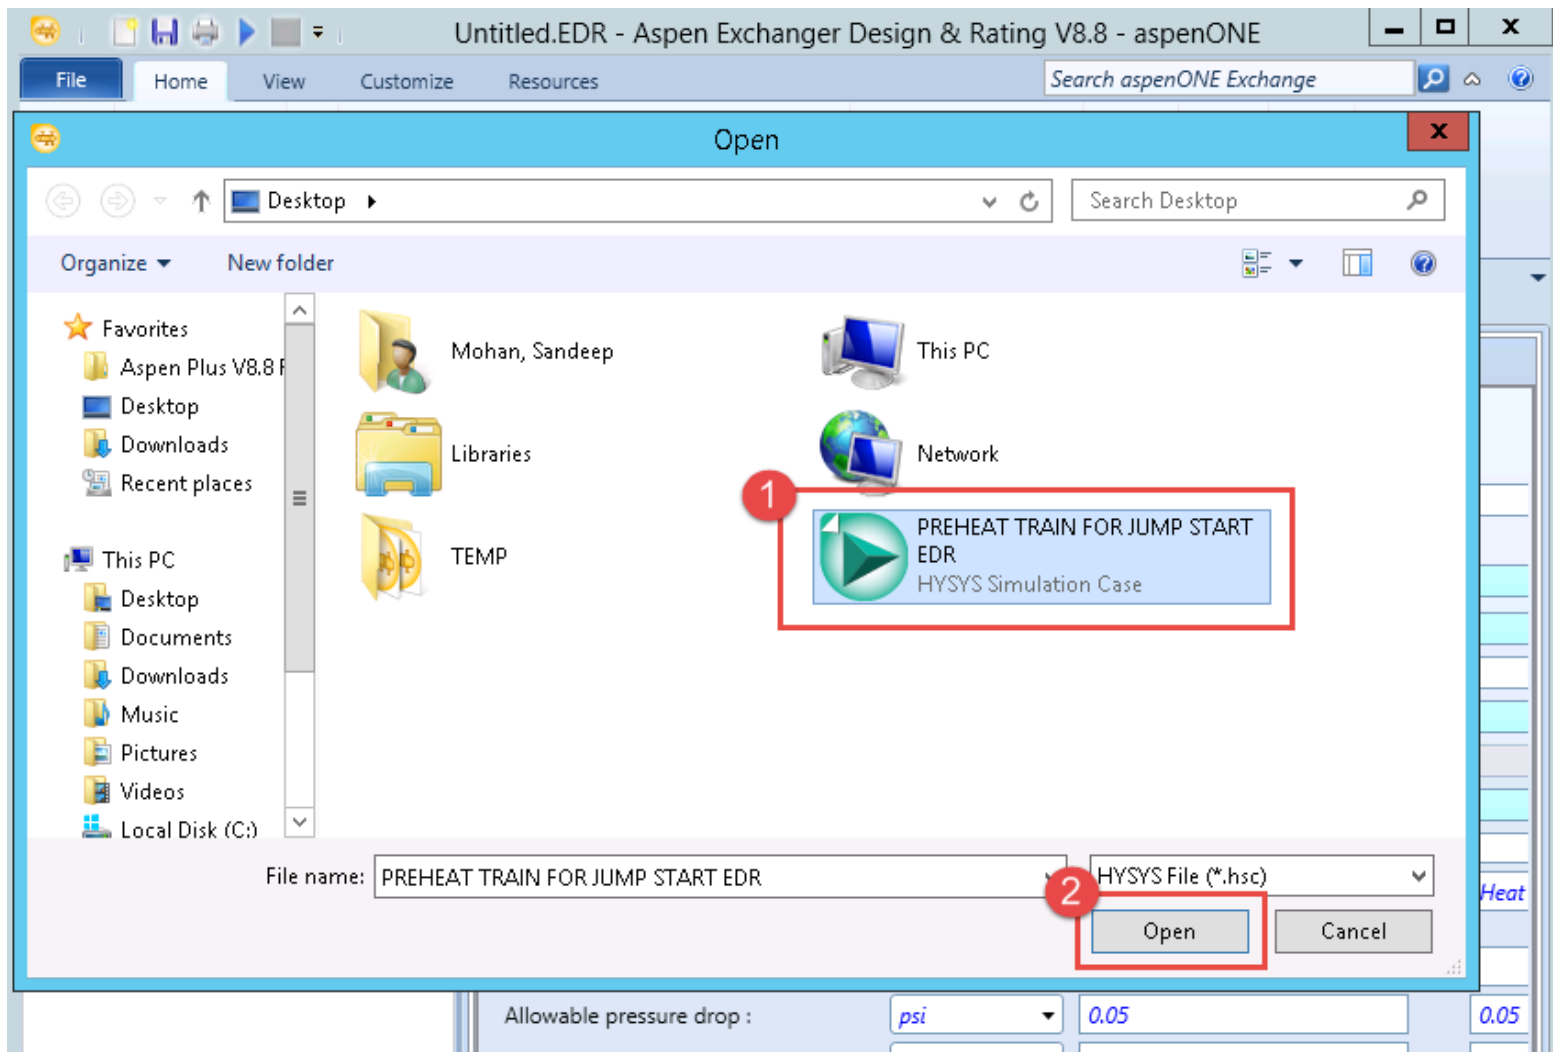 Untitled.EDR - Aspen Exchanger Design & Rating V8.8 - aspenONE
File Home View Customize Resources Search aspenONE Exchange
Open
Desktop Search Desktop
Organize New folder
Favorites
Aspen Plus V8.8 F
Desktop
Downloads
Recent places
This PC
Desktop
Documents
Downloads
Music
Pictures
Videos
Local Disk (C:)
Mohan, Sandeep
This PC
Libraries
Network
TEMP
1
PREHEAT TRAIN FOR JUMP START
EDR
HYSYS Simulation Case
File name: PREHEAT TRAIN FOR JUMP START EDR HYSYS File (*.hsc)
2
Open Cancel
Heat
Allowable pressure drop : psi 0.05 0.05